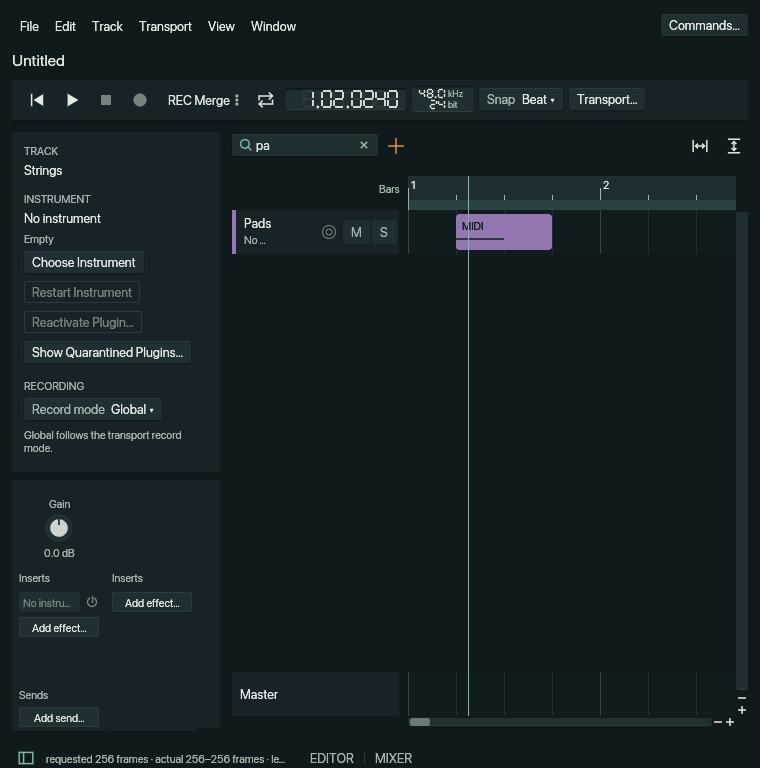 File Edit Track Transport View Window Commands...
Untitled
REC Merge 1.02.0240 48.0 kHz 24 bit Snap Beat Transport...
TRACK
Strings
INSTRUMENT
No instrument
Empty
Choose Instrument
Restart Instrument
Reactivate Plugin...
Show Quarantined Plugins...
RECORDING
Record mode Global
Global follows the transport record
mode.
Gain
0.0 dB
Inserts Inserts
No instru... Add effect...
Add effect...
Sends
Add send...
pa
Bars 1 2
Pads
No ... M S
MIDI
Master
requested 256 frames · actual 256–256 frames · le... EDITOR MIXER